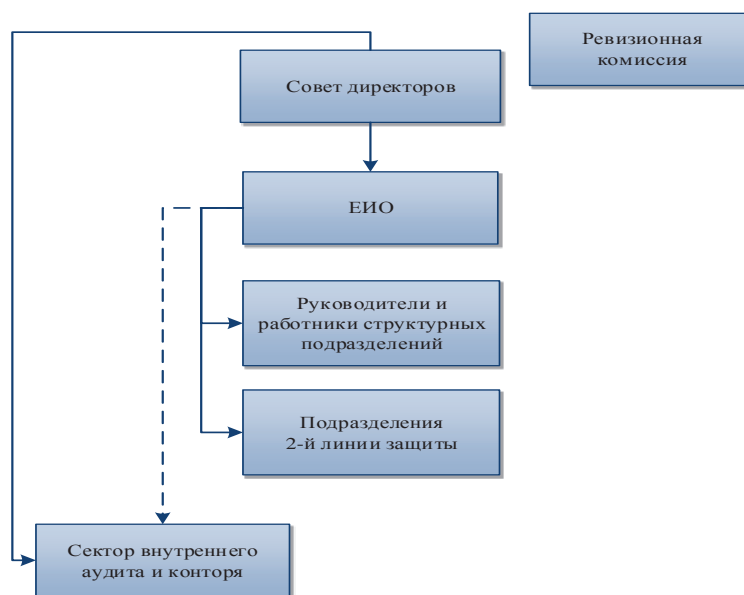 Ревизионная
комиссия
Совет директоров
ЕИО
Руководители и
работники структурных
подразделений
Подразделения
2-й линии защиты
Сектор внутреннего
аудита и конторя